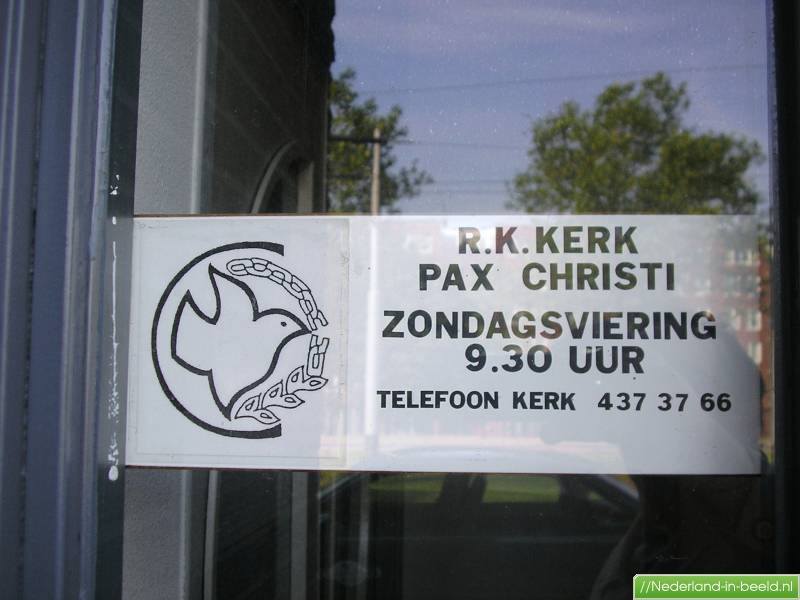 R.K.KERK
PAX CHRISTI
ZONDAGSVIERING
9.30 UUR
TELEFOON KERK 437 37 66
//Nederland-in-beeld.nl